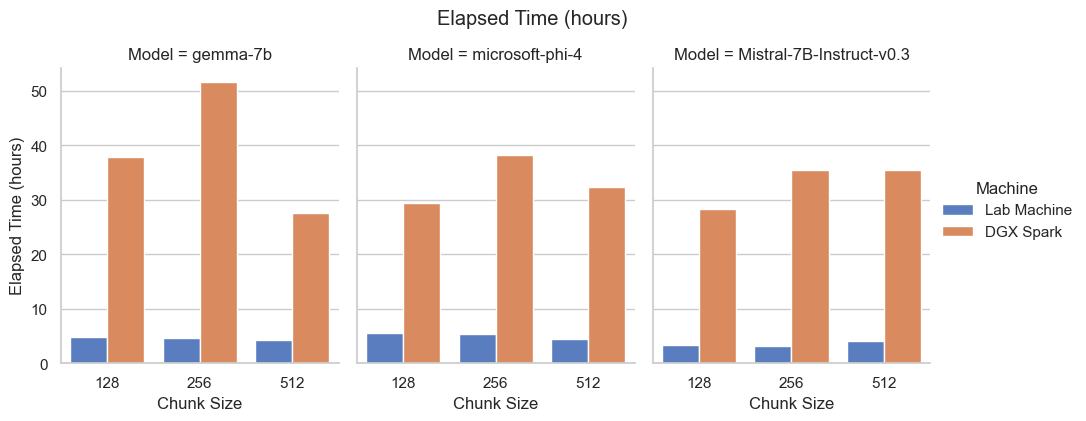 Elapsed Time (hours)
Model = gemma-7b
Model = microsoft-phi-4
Model = Mistral-7B-Instruct-v0.3
Elapsed Time (hours)
50
40
30
20
10
0
128 256 512
128 256 512
128 256 512
Chunk Size
Chunk Size
Chunk Size
Machine
Lab Machine
DGX Spark